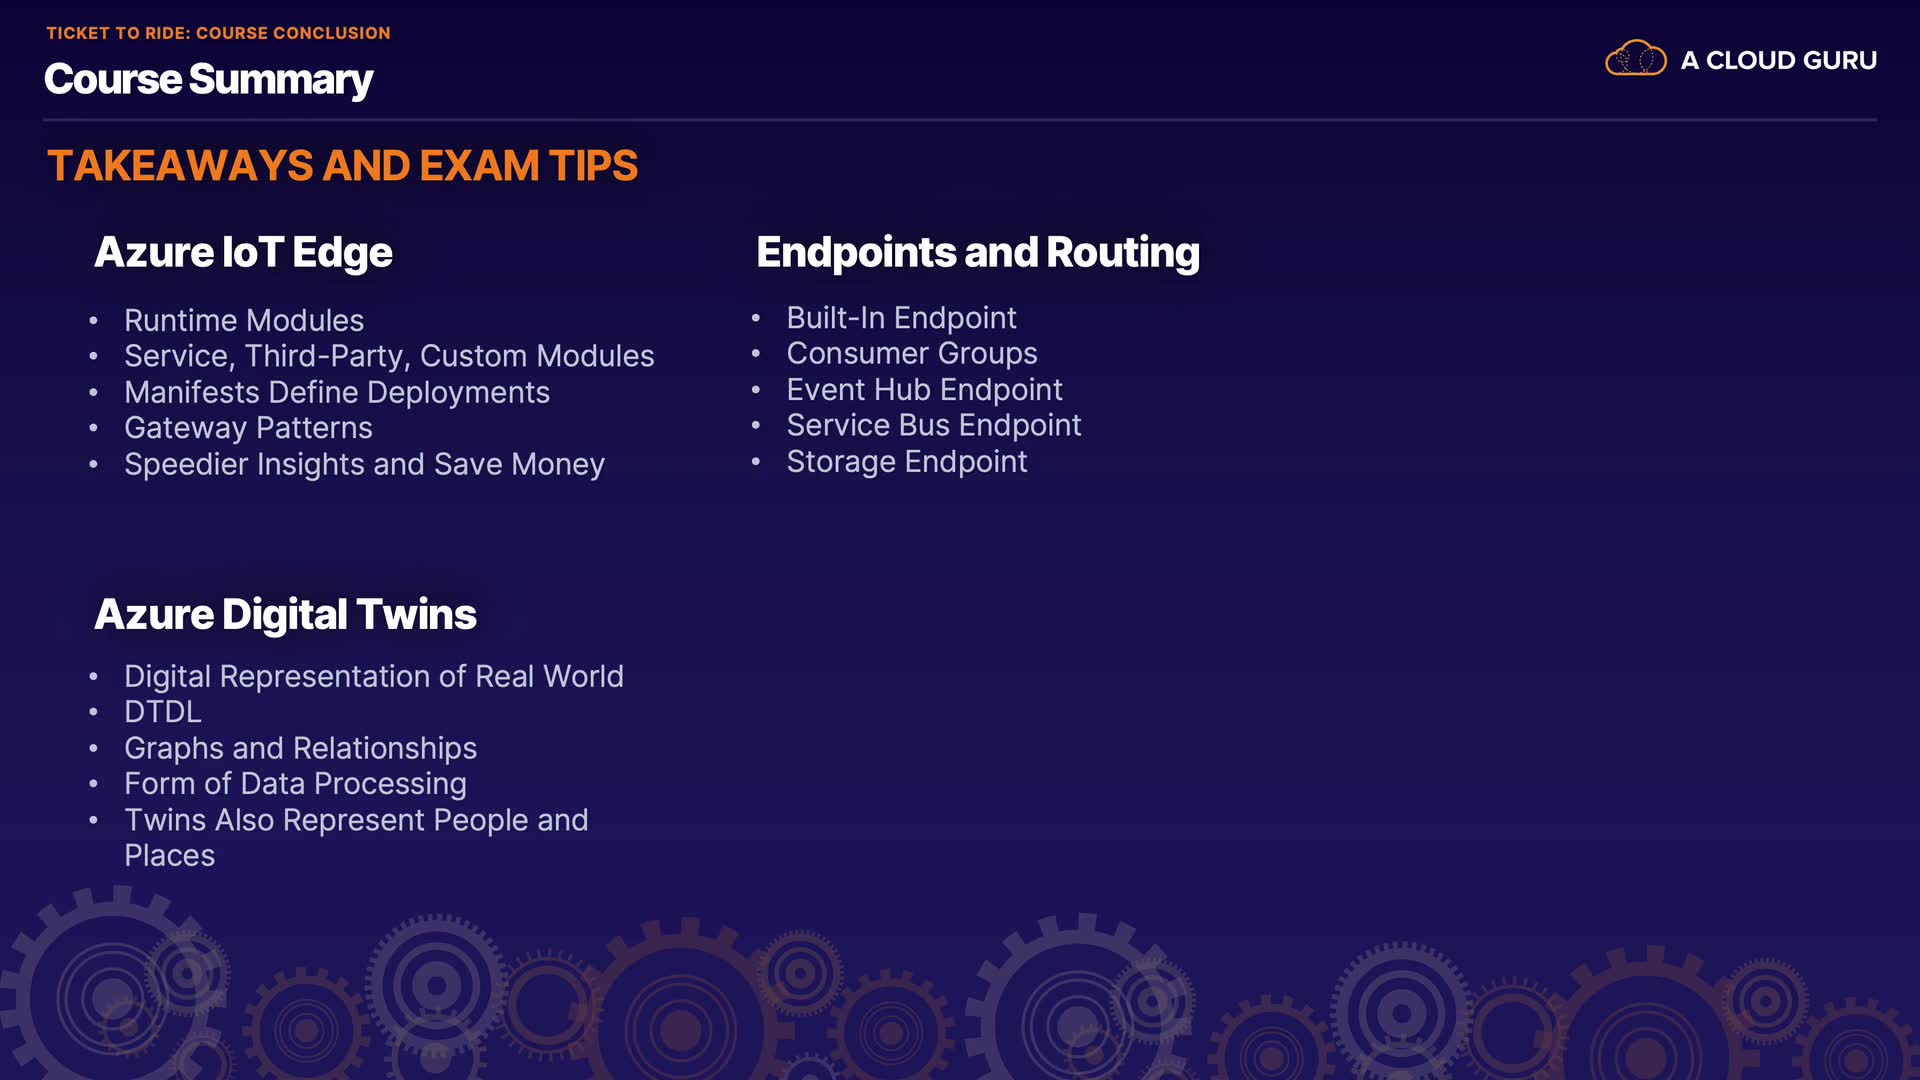 TICKET TO RIDE: COURSE CONCLUSION
Course Summary
A CLOUD GURU
TAKEAWAYS AND EXAM TIPS
Azure IoT Edge
• Runtime Modules
• Service, Third-Party, Custom Modules
• Manifests Define Deployments
• Gateway Patterns
• Speedier Insights and Save Money
Endpoints and Routing
• Built-In Endpoint
• Consumer Groups
• Event Hub Endpoint
• Service Bus Endpoint
• Storage Endpoint
Azure Digital Twins
• Digital Representation of Real World
• DTDL
• Graphs and Relationships
• Form of Data Processing
• Twins Also Represent People and
Places